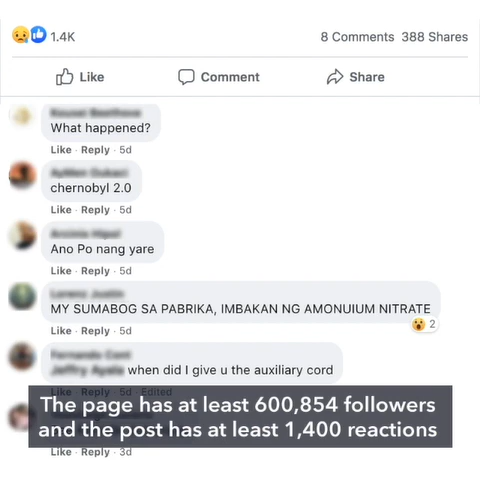 1.4K
8 Comments 388 Shares
Like Comment Share
What happened?
Like · Reply · 5d
chernobyl 2.0
Like · Reply · 5d
Ano Po nang yare
Like · Reply · 5d
MY SUMABOG SA PABRIKA, IMBAKAN NG AMONUIUM NITRATE
2
Like · Reply · 5d
when did I give u the auxiliary cord
Like · Reply · 5d · Edited
The page has at least 600,854 followers
and the post has at least 1,400 reactions
Like · Reply · 3d